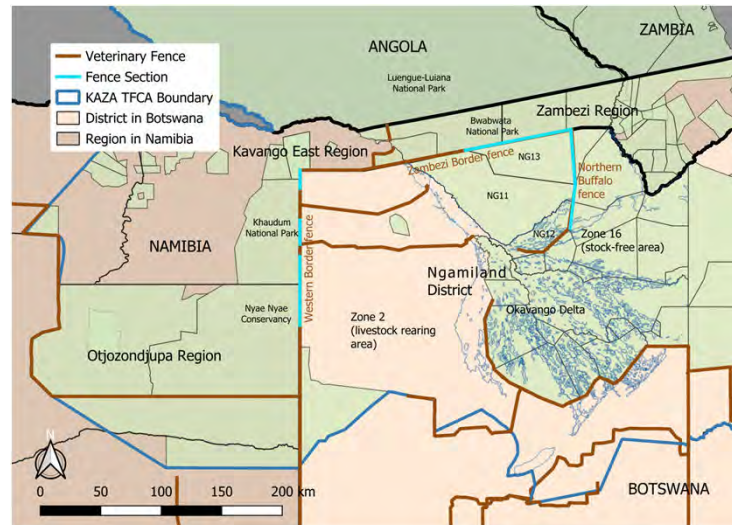 ANGOLA
ZAMBIA
Veterinary Fence
Fence Section
KAZA TFCA Boundary
District in Botswana
Region in Namibia
Luengue-Luiana
National Park
Zambezi Region
Bwabwata
National Park
Kavango East Region
Zambezi Border fence
NG13
Northern
Buffalo
fence
NG11
Khaudum
National Park
NAMIBIA
NG12
Zone 16
(stock-free area)
Western Border fence
Ngamiland
District
Nyae Nyae
Conservancy
Zone 2
(livestock rearing
area)
Okavango Delta
Otjozondjupa Region
N
0 50 100 150 200 km
BOTSWANA